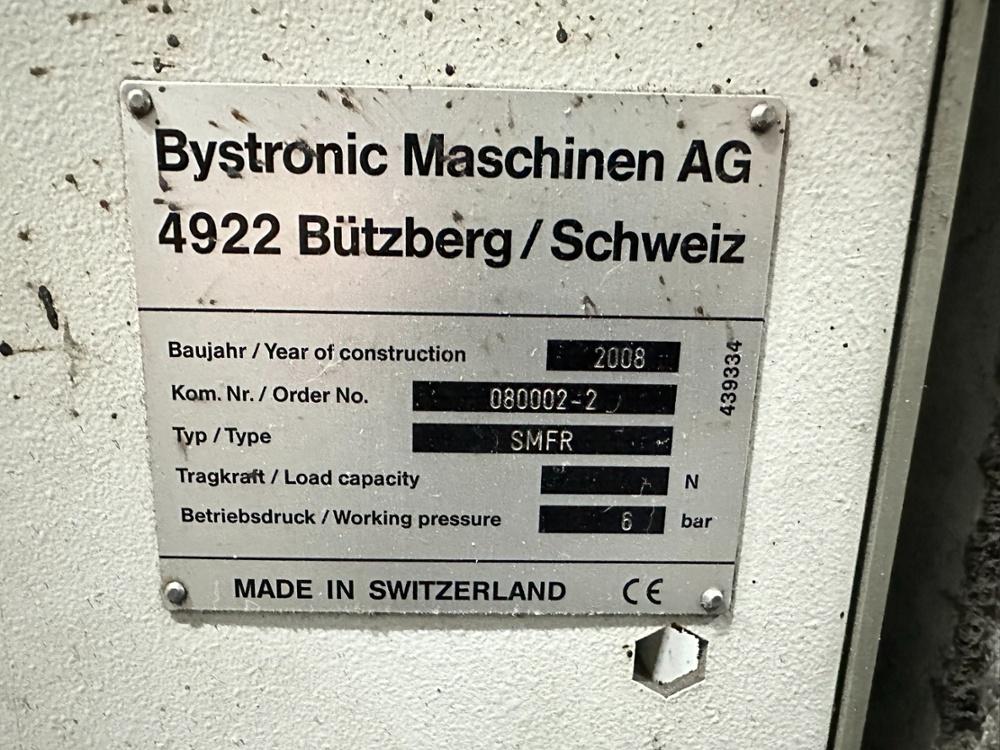 Bystronic Maschinen AG
4922 Bützberg / Schweiz
Baujahr / Year of construction 2008
Kom. Nr. / Order No. 080002-2
Typ / Type SMFR
Tragkraft / Load capacity N
Betriebsdruck / Working pressure 6 bar
439334
MADE IN SWITZERLAND CE